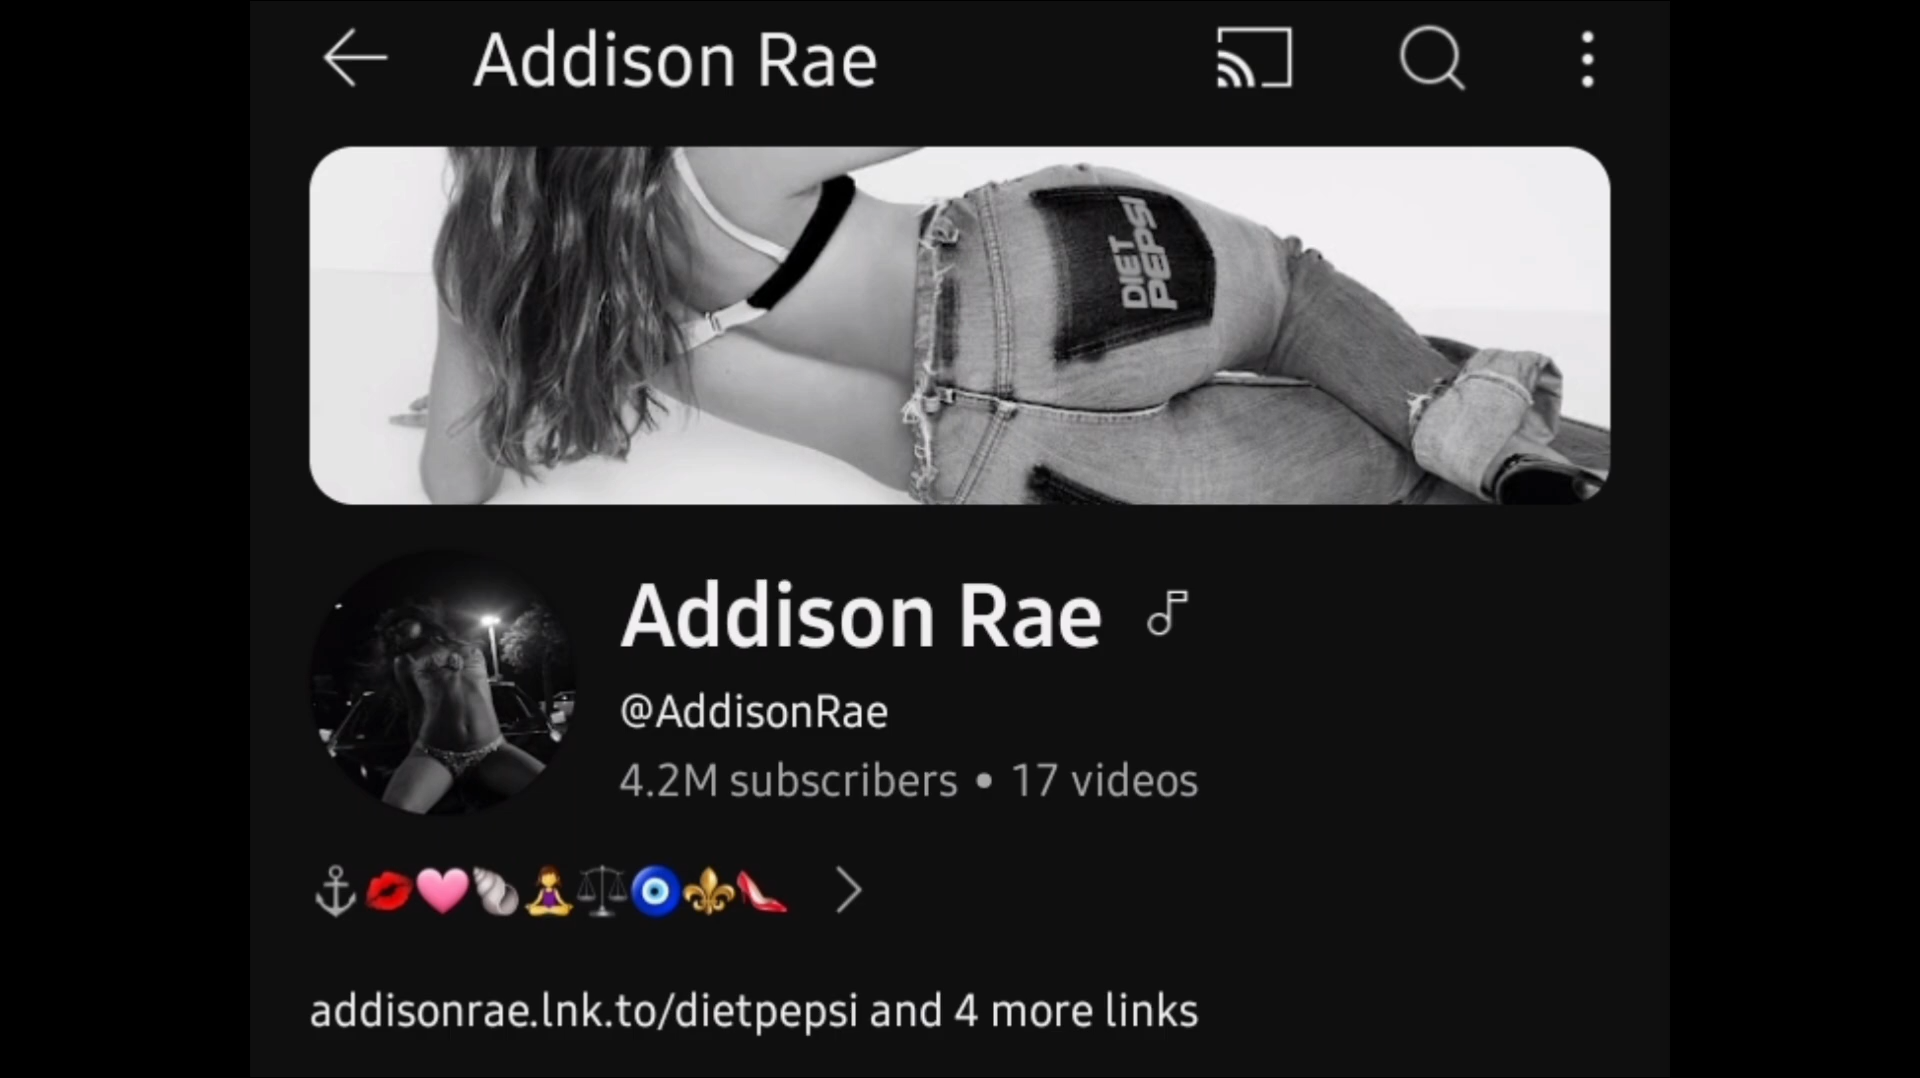 Addison Rae
DIET
PEPSI
Addison Rae
@AddisonRae
4.2M subscribers • 17 videos
addisonrae.lnk.to/dietpepsi and 4 more links